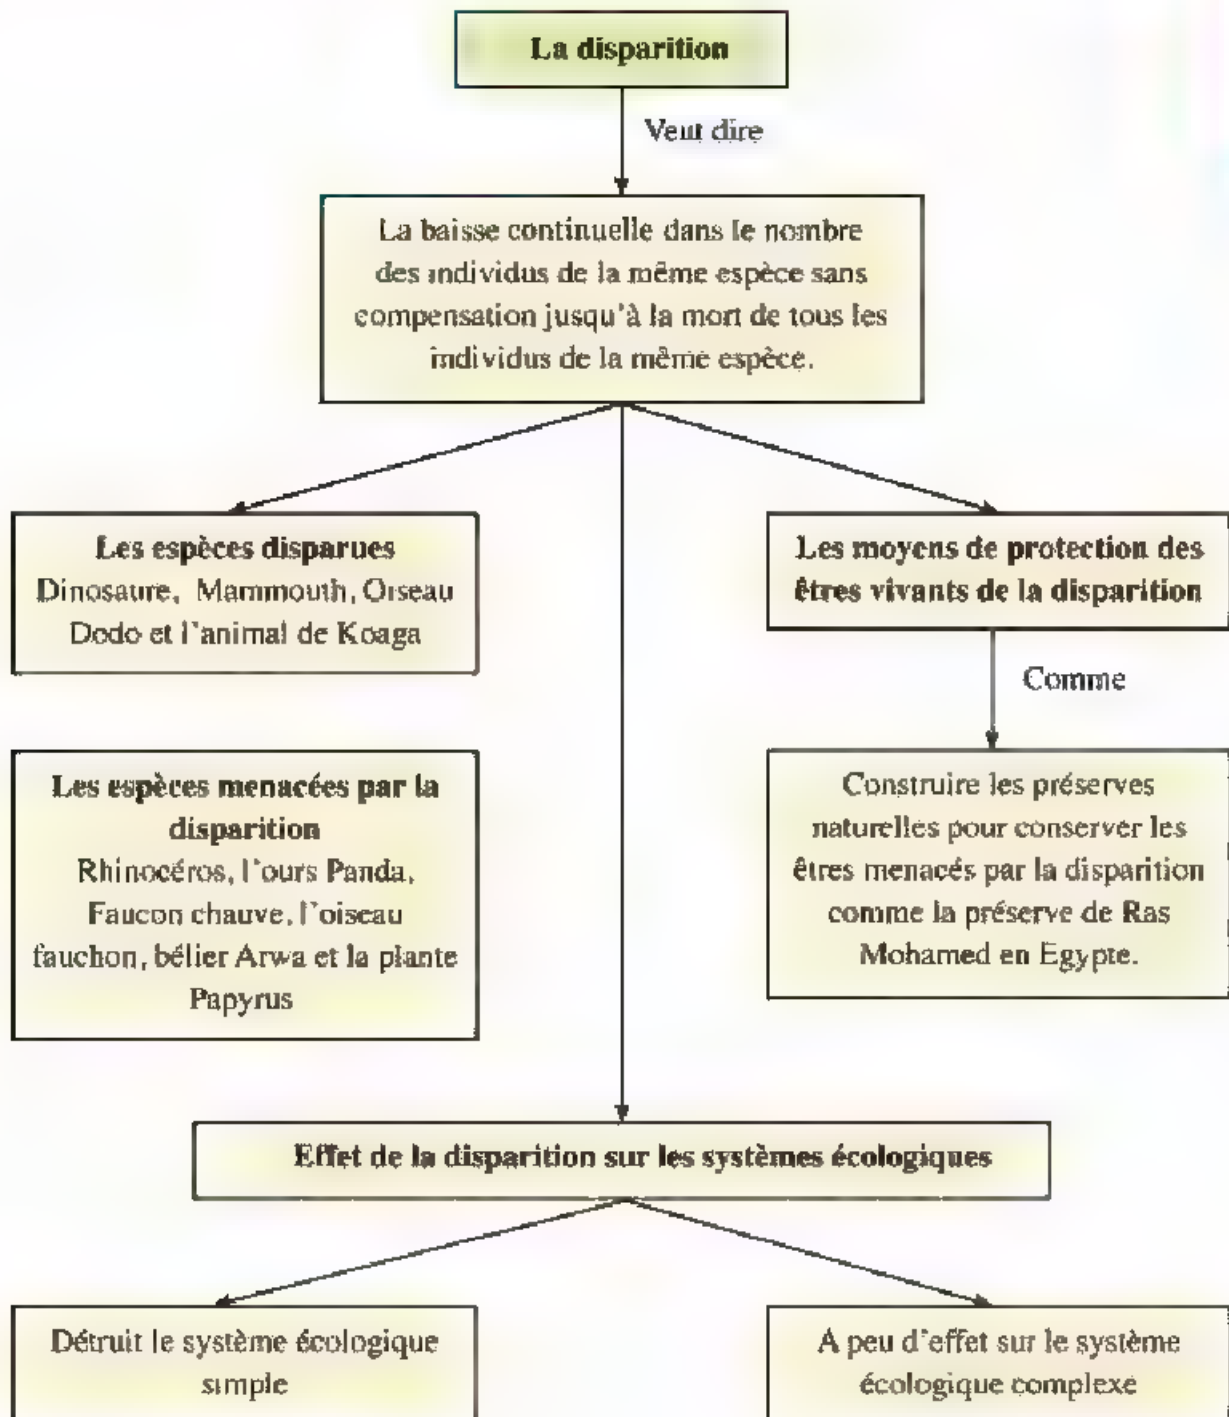 La disparition
Veut dire
La baisse continuelle dans le nombre
des individus de la même espèce sans
compensation jusqu'à la mort de tous les
individus de la même espèce.
Les espèces disparues
Dinosaure, Mammouth, Oiseau
Dodo et l'animal de Koaga
Les moyens de protection des
êtres vivants de la disparition
Comme
Les espèces menacées par la
disparition
Rhinocéros, l'ours Panda,
Faucon chauve, l'oiseau
fauchon, bélier Arwa et la plante
Papyrus
Construire les préserves
naturelles pour conserver les
êtres menacés par la disparition
comme la préserve de Ras
Mohamed en Egypte.
Effet de la disparition sur les systèmes écologiques
Détruit le système écologique
simple
A peu d'effet sur le système
écologique complexe